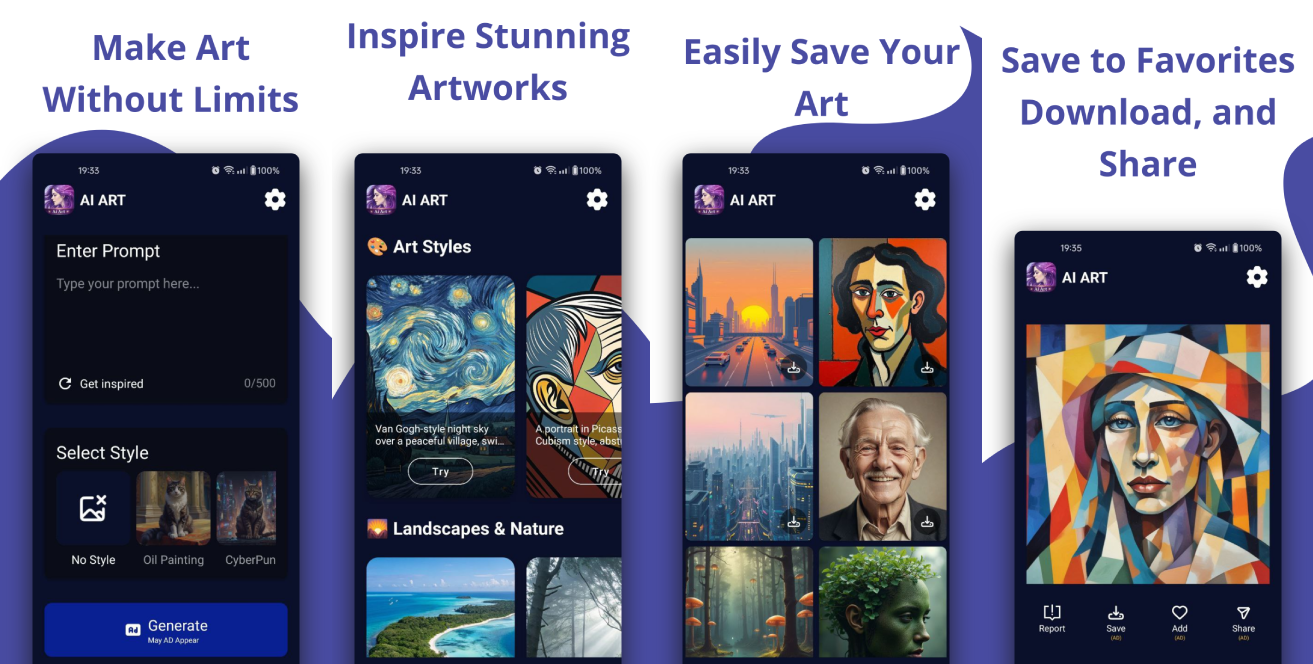 Make Art
Without Limits
19:33
100%
AI ART
Enter Prompt
Type your prompt here...
Get inspired
0/500
Select Style
No Style
Oil Painting
CyberPun
Ad
Generate
May AD Appear
Inspire Stunning
Artworks
19:33
100%
AI ART
Art Styles
Van Gogh-style night sky
over a peaceful village, swi...
Try
A portrait in Picass
Cubism style, abst
Try
Landscapes & Nature
Easily Save Your
Art
19:33
100%
AI ART
Save to Favorites
Download, and
Share
19:35
100%
AI ART
Report
Save
(AD)
Add
(AD)
Share
(AD)